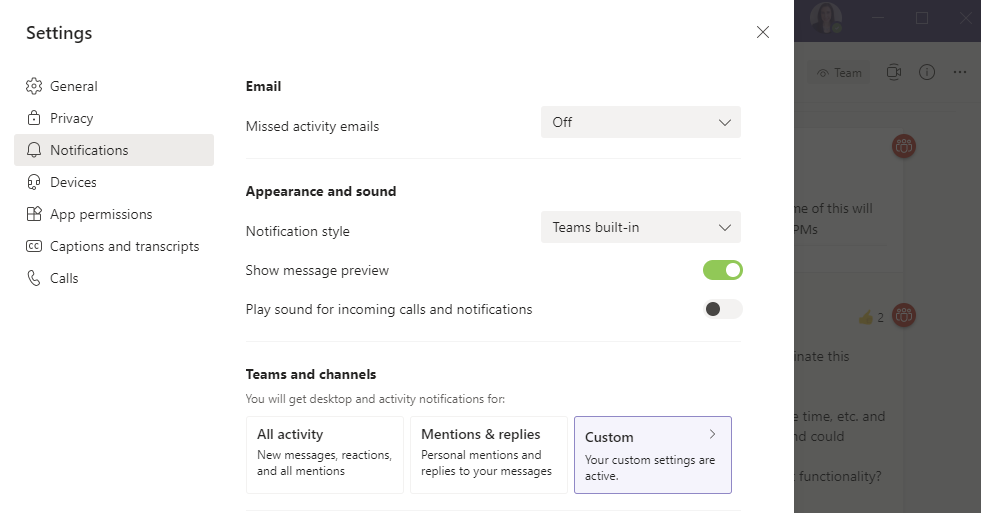 Settings
General
Privacy
Notifications
Devices
App permissions
CC
Captions and transcripts
Calls
Email
Missed activity emails
Off
Appearance and sound
Notification style
Teams built-in
Show message preview
Play sound for incoming calls and notifications
Teams and channels
You will get desktop and activity notifications for:
All activity
New messages, reactions,
and all mentions
Mentions & replies
Personal mentions and
replies to your messages
Custom
Your custom settings are
active.
Team
of this will
PMs
2
this
time, etc. and
could
functionality?